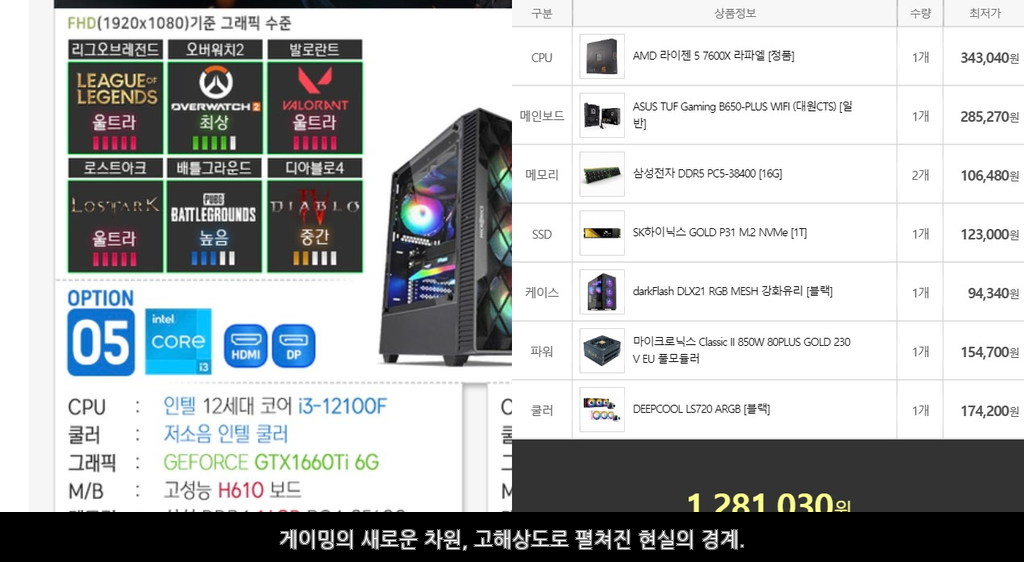 FHD(1920x1080)기준 그래픽 수준
리그오브레전드 오버워치2 발로란트
LEAGUE OF LEGENDS
OVERWATCH 2
VALORANT
울트라 최상 울트라
로스트아크 배틀그라운드 디아블로4
LOST ARK
PUBG BATTLEGROUNDS
DIABLO IV
울트라 높음 중간
OPTION
05
intel CORE i3
HDMI DP
CPU : 인텔 12세대 코어 i3-12100F
쿨러 : 저소음 인텔 쿨러
그래픽 : GEFORCE GTX1660Ti 6G
M/B : 고성능 H610 보드
구분 상품정보 수량 최저가
CPU AMD 라이젠 5 7600X 라파엘 [정품] 1개 343,040원
메인보드 ASUS TUF Gaming B650-PLUS WIFI (대원CTS) [일
반] 1개 285,270원
메모리 삼성전자 DDR5 PC5-38400 [16G] 2개 106,480원
SSD SK하이닉스 GOLD P31 M.2 NVMe [1T] 1개 123,000원
케이스 darkFlash DLX21 RGB MESH 강화유리 [블랙] 1개 94,340원
파워 마이크로닉스 Classic II 850W 80PLUS GOLD 230
V EU 풀모듈러 1개 154,700원
쿨러 DEEPCOOL LS720 ARGB [블랙] 1개 174,200원
1,281,030원
게이밍의 새로운 차원, 고해상도로 펼쳐진 현실의 경계.